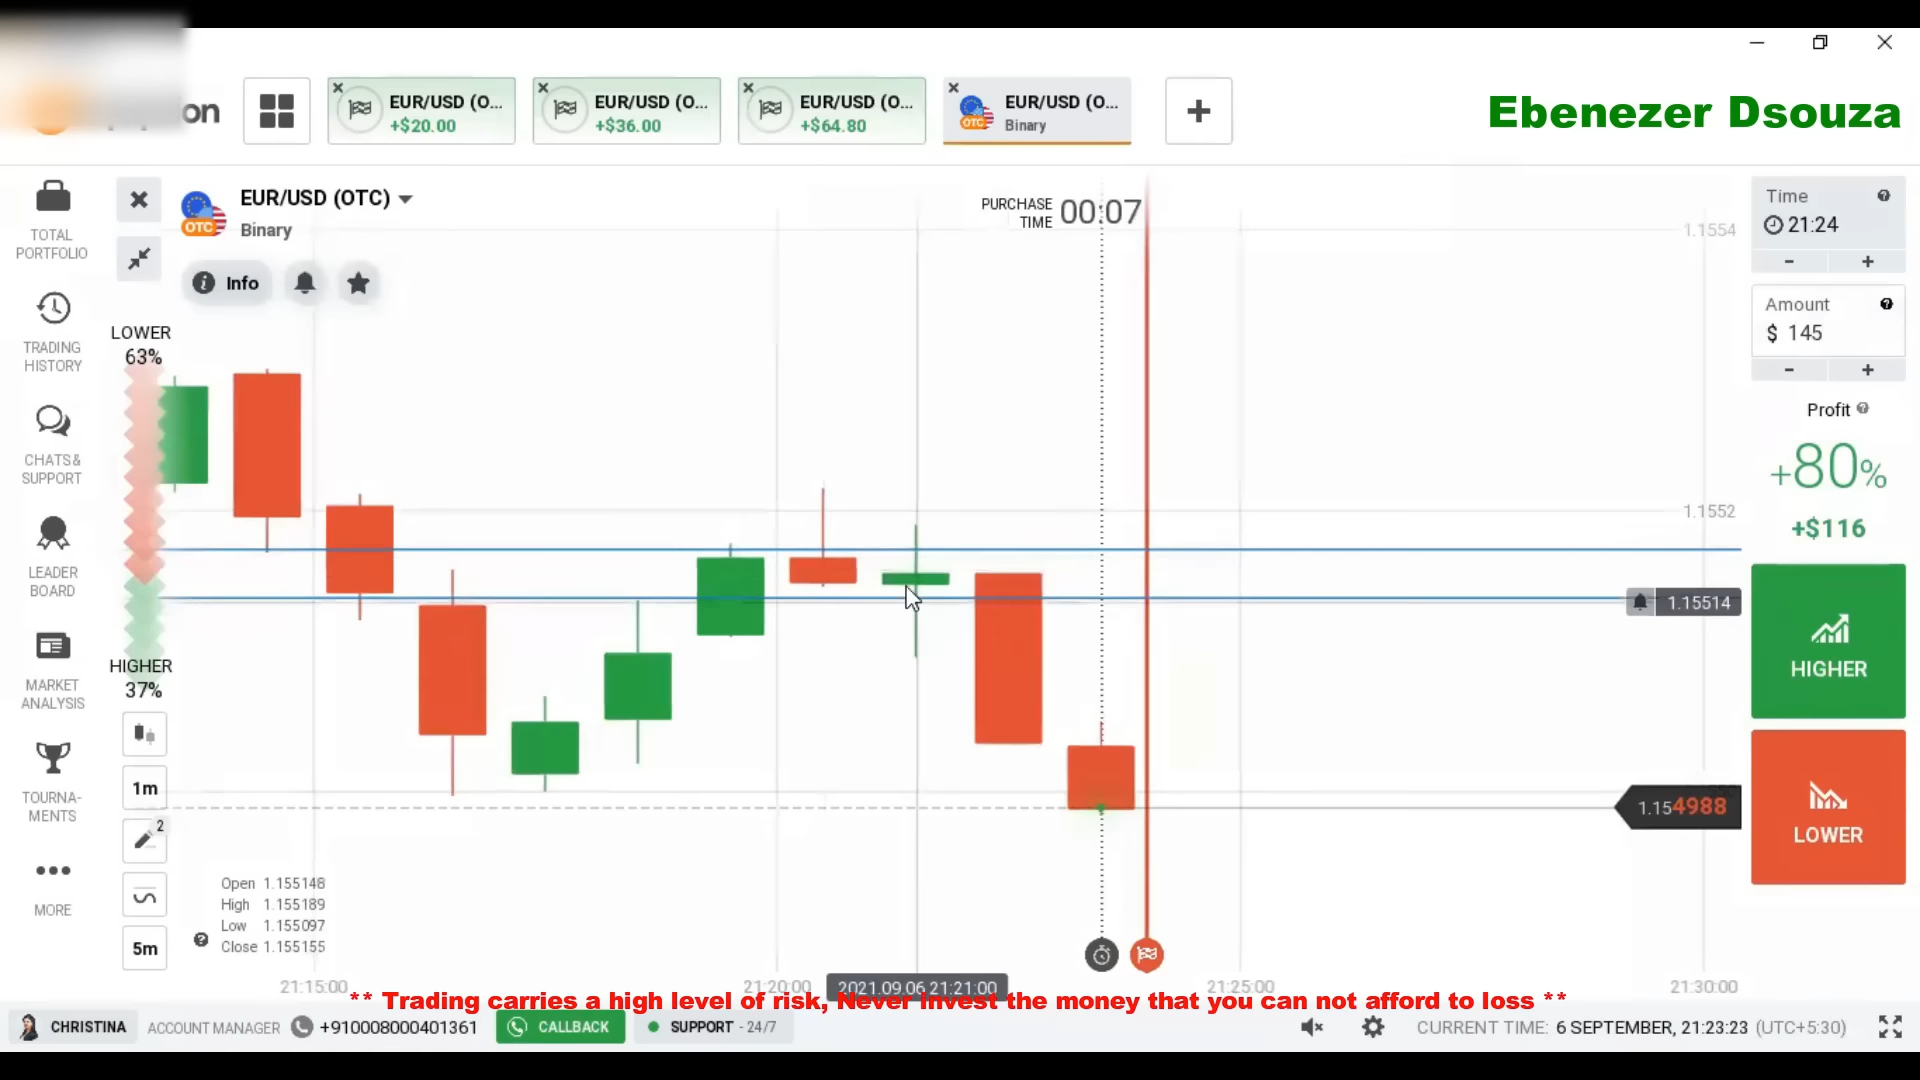 on
EUR/USD (O...
+$20.00
EUR/USD (O...
+$36.00
EUR/USD (O...
+$64.80
EUR/USD (O...
OTC
Binary
+
Ebenezer Dsouza
TOTAL
PORTFOLIO
TRADING
HISTORY
CHATS &
SUPPORT
LEADER
BOARD
MARKET
ANALYSIS
TOURNA-
MENTS
MORE
EUR/USD (OTC)
OTC
Binary
Info
PURCHASE
TIME
00:07
LOWER
63%
HIGHER
37%
1m
2
5m
Open 1.155148
High 1.155189
Low 1.155097
Close 1.155155
1.1554
1.1552
1.15514
1.154988
21:15:00
21:20:00
2021.09.06 21:21:00
21:25:00
21:30:00
Time
21:24
- +
Amount
$ 145
- +
Profit
+80%
+$116
HIGHER
LOWER
** Trading carries a high level of risk, Never invest the money that you can not afford to loss **
CHRISTINA
ACCOUNT MANAGER
+910008000401361
CALLBACK
SUPPORT - 24/7
CURRENT TIME: 6 SEPTEMBER, 21:23:23 (UTC+5:30)